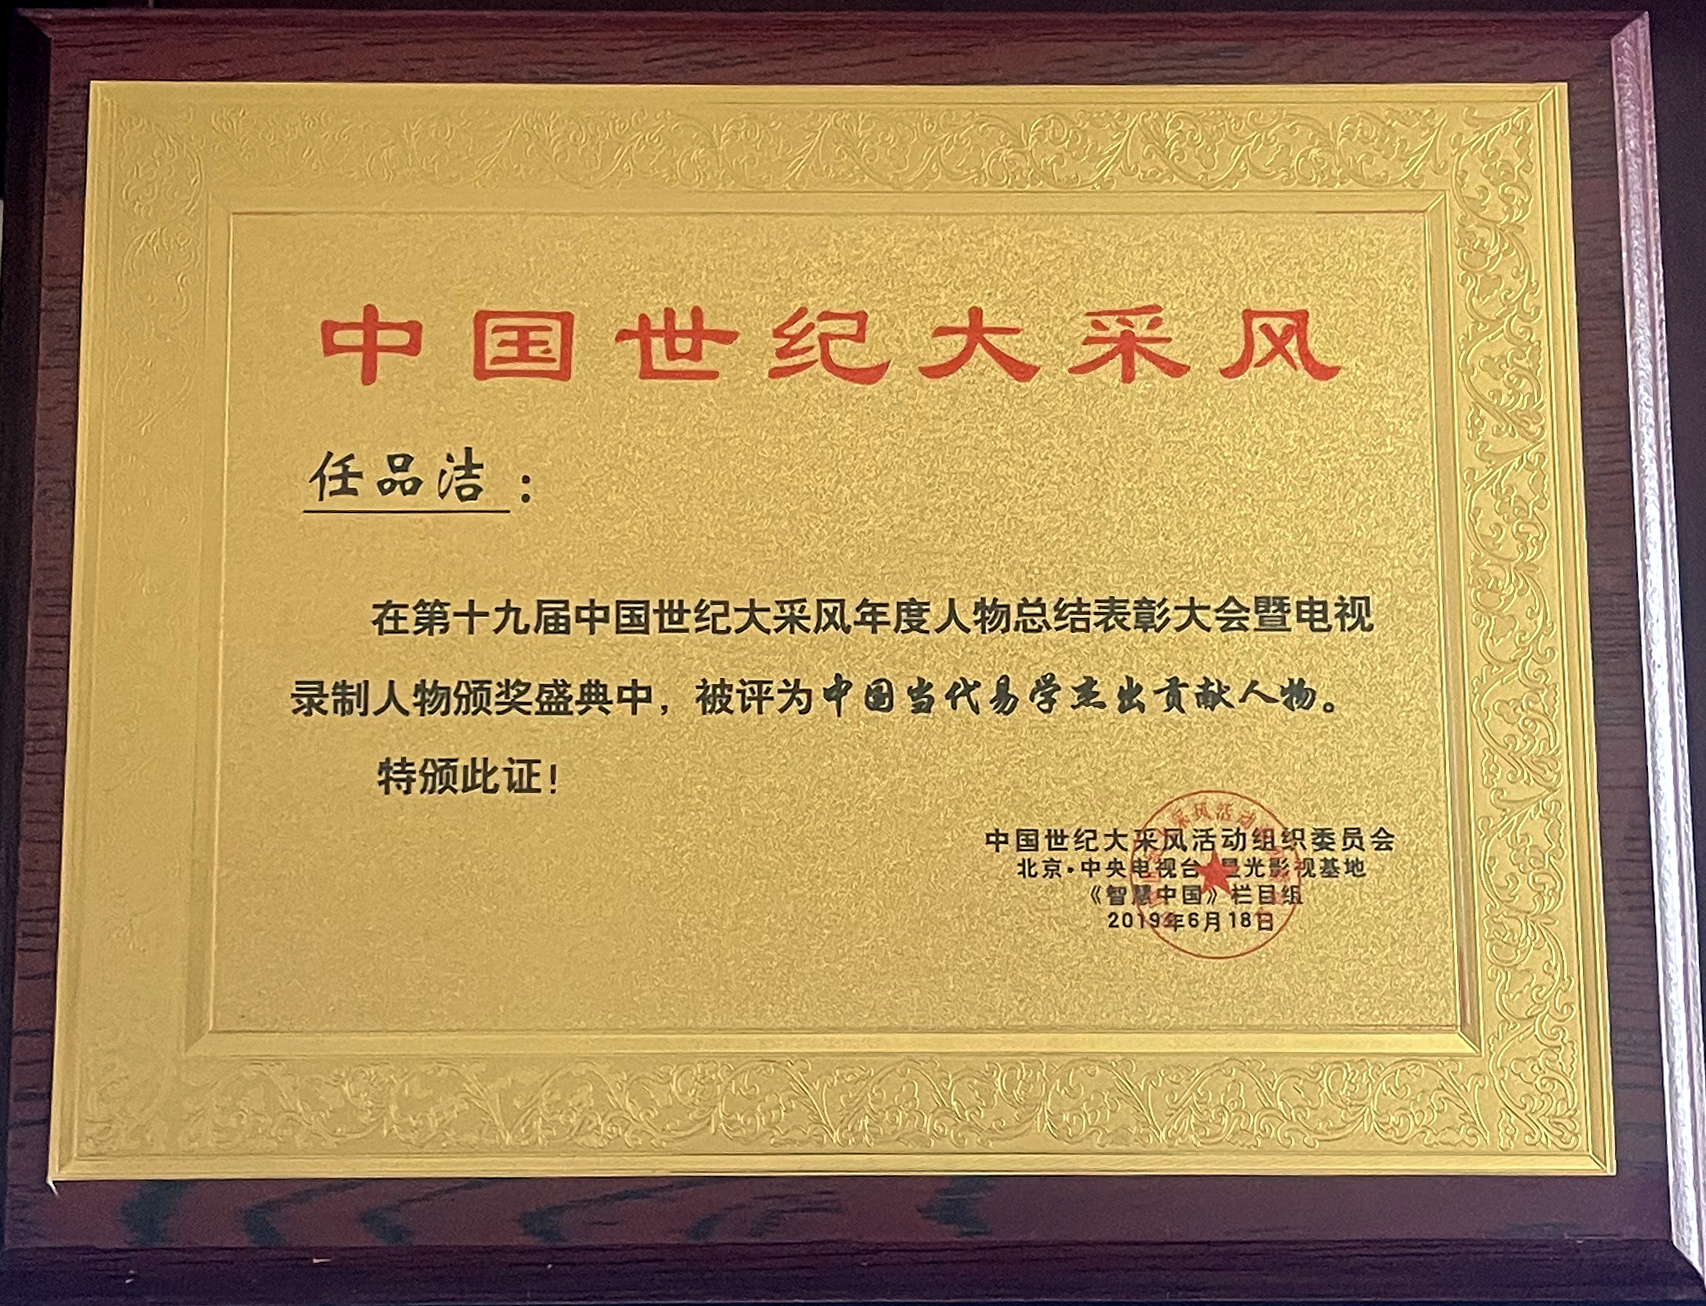 中国世纪大采风
任品洁：
在第十九届中国世纪大采风年度人物总结表彰大会暨电视
录制人物颁奖盛典中，被评为中国当代易学杰出贡献人物。
特颁此证！
中国世纪大采风活动组织委员会
北京·中央电视台 星光影视基地
《智慧中国》栏目组
2019年6月18日
采风活动